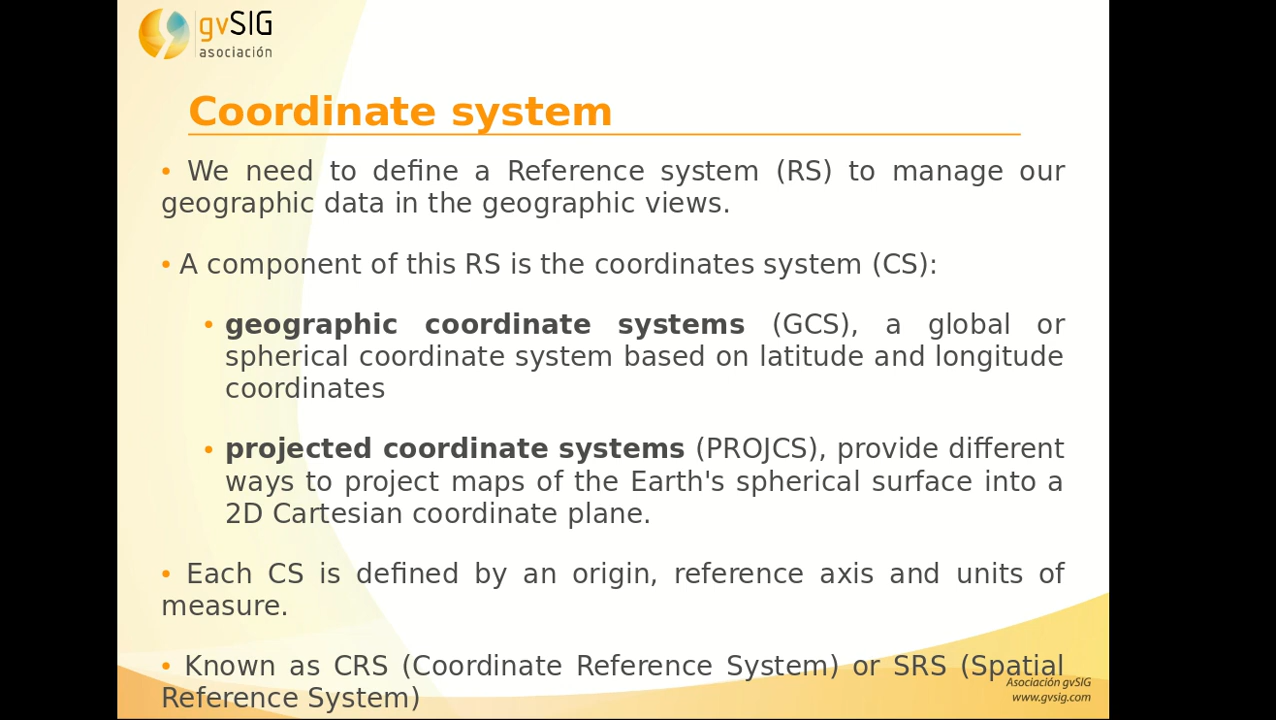 gvSIG
asociación
Coordinate system
• We need to define a Reference system (RS) to manage our
geographic data in the geographic views.
• A component of this RS is the coordinates system (CS):
• geographic coordinate systems (GCS), a global or
spherical coordinate system based on latitude and longitude
coordinates
• projected coordinate systems (PROJCS), provide different
ways to project maps of the Earth's spherical surface into a
2D Cartesian coordinate plane.
• Each CS is defined by an origin, reference axis and units of
measure.
• Known as CRS (Coordinate Reference System) or SRS (Spatial
Reference System)
Asociación gvSIG
www.gvsig.com